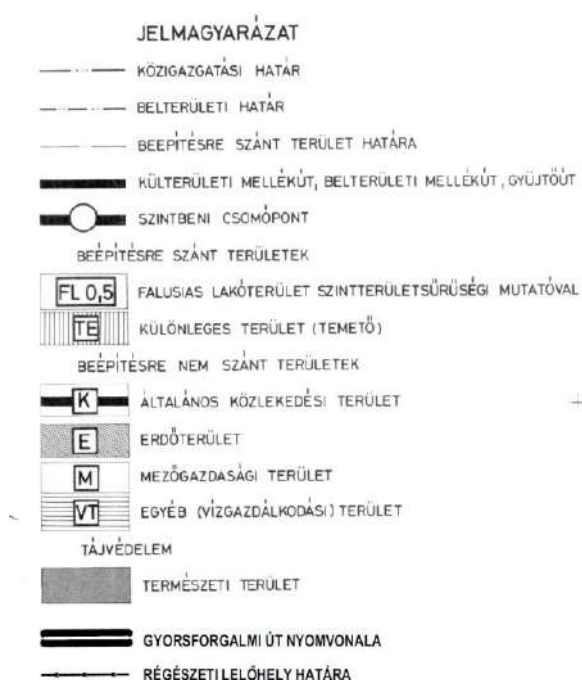 JELMAGYARÁZAT
KÖZIGAZGATÁSI HATÁR
BELTERÜLETI HATÁR
BEÉPÍTÉSRE SZÁNT TERÜLET HATÁRA
KÜLTERÜLETI MELLÉKÚT, BELTERÜLETI MELLÉKÚT, GYŰJTŐÚT
SZINTBENI CSOMÓPONT
BEÉPÍTÉSRE SZÁNT TERÜLETEK
FL 0,5 FALUSIAS LAKÓTERÜLET SZINTTERÜLETSŰRŰSÉGI MUTATÓVAL
TE KÜLÖNLEGES TERÜLET (TEMETŐ)
BEÉPÍTÉSRE NEM SZÁNT TERÜLETEK
K ÁLTALÁNOS KÖZLEKEDÉSI TERÜLET
E ERDŐTERÜLET
M MEZŐGAZDASÁGI TERÜLET
VT EGYÉB (VÍZGAZDÁLKODÁSI) TERÜLET
TÁJVÉDELEM
TERMÉSZETI TERÜLET
GYORSFORGALMI ÚT NYOMVONALA
RÉGÉSZETI LELŐHELY HATÁRA